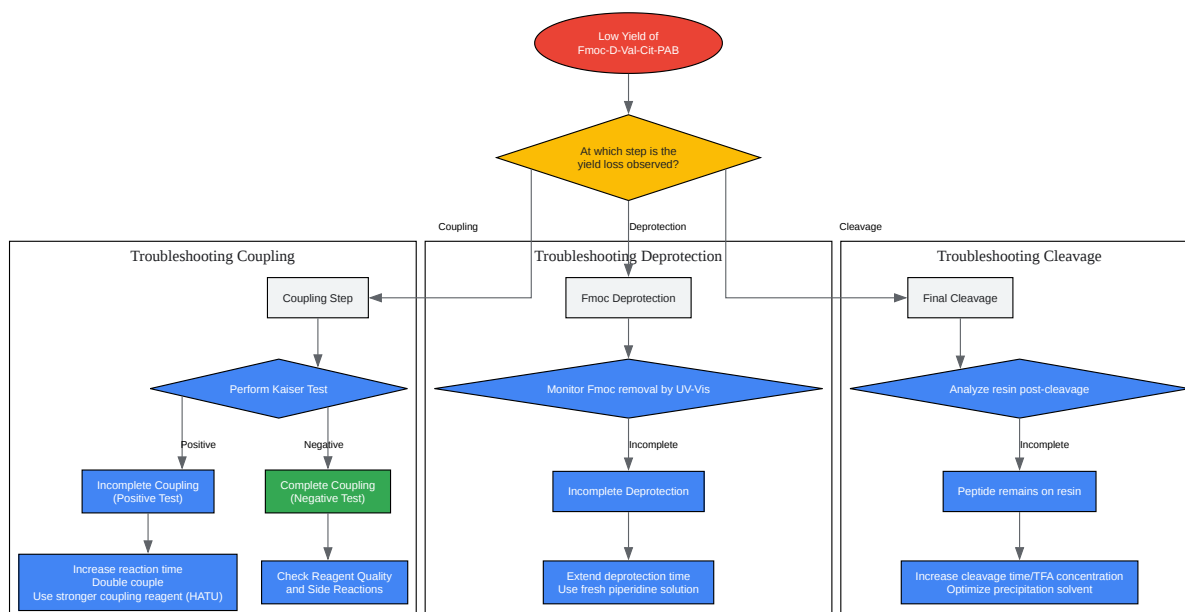 Low Yield of
Fmoc-D-Val-Cit-PAB
At which step is the
yield loss observed?
Coupling
Deprotection
Cleavage
Troubleshooting Coupling
Coupling Step
Perform Kaiser Test
Positive
Negative
Incomplete Coupling
(Positive Test)
Complete Coupling
(Negative Test)
Increase reaction time
Double couple
Use stronger coupling reagent (HATU)
Check Reagent Quality
and Side Reactions
Troubleshooting Deprotection
Fmoc Deprotection
Monitor Fmoc removal by UV-Vis
Incomplete
Incomplete Deprotection
Extend deprotection time
Use fresh piperidine solution
Troubleshooting Cleavage
Final Cleavage
Analyze resin post-cleavage
Incomplete
Peptide remains on resin
Increase cleavage time/TFA concentration
Optimize precipitation solvent